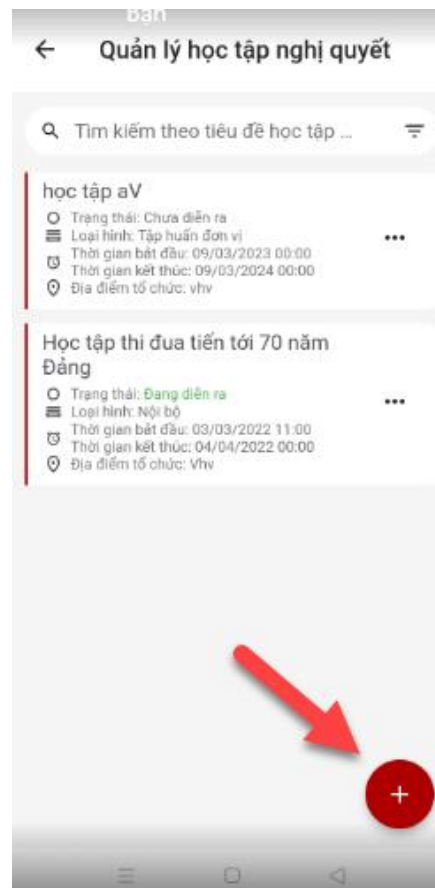 Bạn
Quản lý học tập nghị quyết
Tìm kiếm theo tiêu đề học tập ...
học tập aV
Trạng thái: Chưa diễn ra
Loại hình: Tập huấn đơn vị
Thời gian bắt đầu: 09/03/2023 00:00
Thời gian kết thúc: 09/03/2024 00:00
Địa điểm tổ chức: vhv
Học tập thi đua tiến tới 70 năm
Đảng
Trạng thái: Đang diễn ra
Loại hình: Nội bộ
Thời gian bắt đầu: 03/03/2022 11:00
Thời gian kết thúc: 04/04/2022 00:00
Địa điểm tổ chức: Vhv